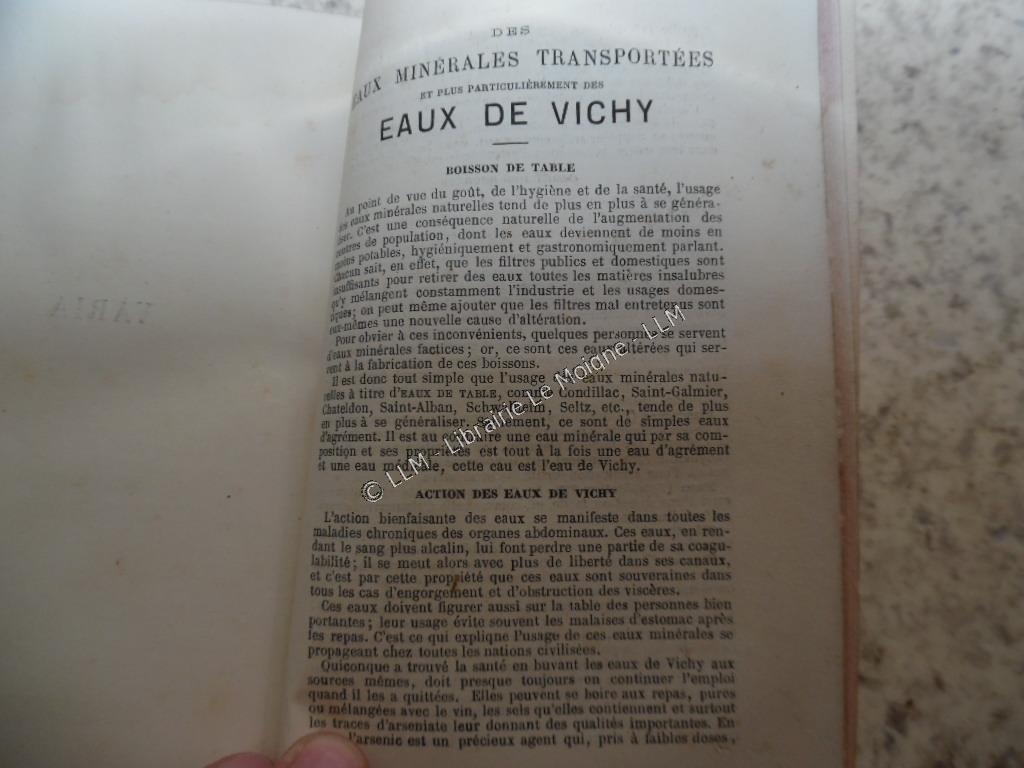 DES
EAUX MINÉRALES TRANSPORTÉES
ET PLUS PARTICULIÈREMENT DES
EAUX DE VICHY
BOISSON DE TABLE
Au point de vue du goût, de l'hygiène et de la santé, l'usage
des eaux minérales naturelles tend de plus en plus à se généra-
liser. C'est une conséquence naturelle de l'augmentation des
centres de population, dont les eaux deviennent de moins en
moins potables, hygiéniquement et gastronomiquement parlant.
Chacun sait, en effet, que les filtres publics et domestiques sont
insuffisants pour retirer des eaux toutes les matières insalubres
qu'y mélangent constamment l'industrie et les usages domes-
tiques; on peut même ajouter que les filtres mal entretenus sont
eux-mêmes une nouvelle cause d'altération.
Pour obvier à ces inconvénients, quelques personnes se servent
d'eaux minérales factices; or, ce sont ces eaux altérées qui ser-
vent à la fabrication de ces boissons.
Il est donc tout simple que l'usage des eaux minérales natu-
relles à titre d'EAUX DE TABLE, comme Condillac, Saint-Galmier,
Chateldon, Saint-Alban, Schwalheim, Seltz, etc., tende de plus
en plus à se généraliser. Seulement, ce sont de simples eaux
d'agrément. Il est au contraire une eau minérale qui par sa com-
position et ses propriétés est tout à la fois une eau d'agrément
et une eau médicale, cette eau est l'eau de Vichy.
ACTION DES EAUX DE VICHY
L'action bienfaisante des eaux se manifeste dans toutes les
maladies chroniques des organes abdominaux. Ces eaux, en ren-
dant le sang plus alcalin, lui font perdre une partie de sa coagu-
labilité; il se meut alors avec plus de liberté dans ses canaux,
et c'est par cette propriété que ces eaux sont souveraines dans
tous les cas d'engorgement et d'obstruction des viscères.
Ces eaux doivent figurer aussi sur la table des personnes bien
portantes; leur usage évite souvent les malaises d'estomac après
les repas. C'est ce qui explique l'usage de ces eaux minérales se
propageant chez toutes les nations civilisées.
Quiconque a trouvé la santé en buvant les eaux de Vichy aux
sources mêmes, doit presque toujours en continuer l'emploi
quand il les a quittées. Elles peuvent se boire aux repas, pures
ou mélangées avec le vin, les sels qu'elles contiennent et surtout
les traces d'arseniate leur donnant des qualités importantes. En
l'arsenic est un précieux agent qui, pris à faibles doses,
VARIA
© LLM - Librairie Le Moigne - LLM